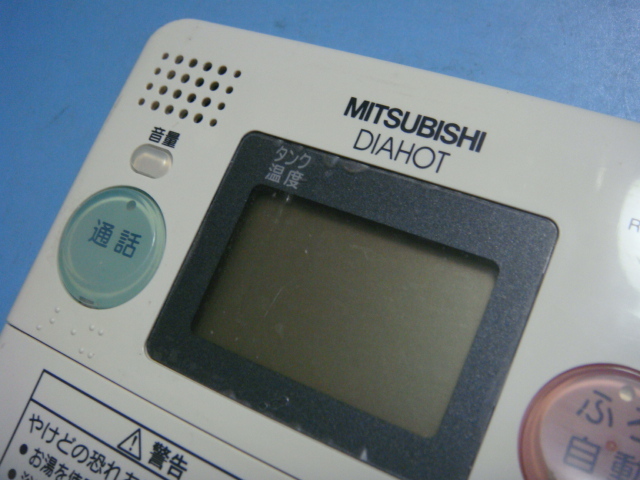 MITSUBISHI
DIAHOT
音量
タンク
温度
通話
R
ふ
自動
警告
やけどの恐れ
お湯を使